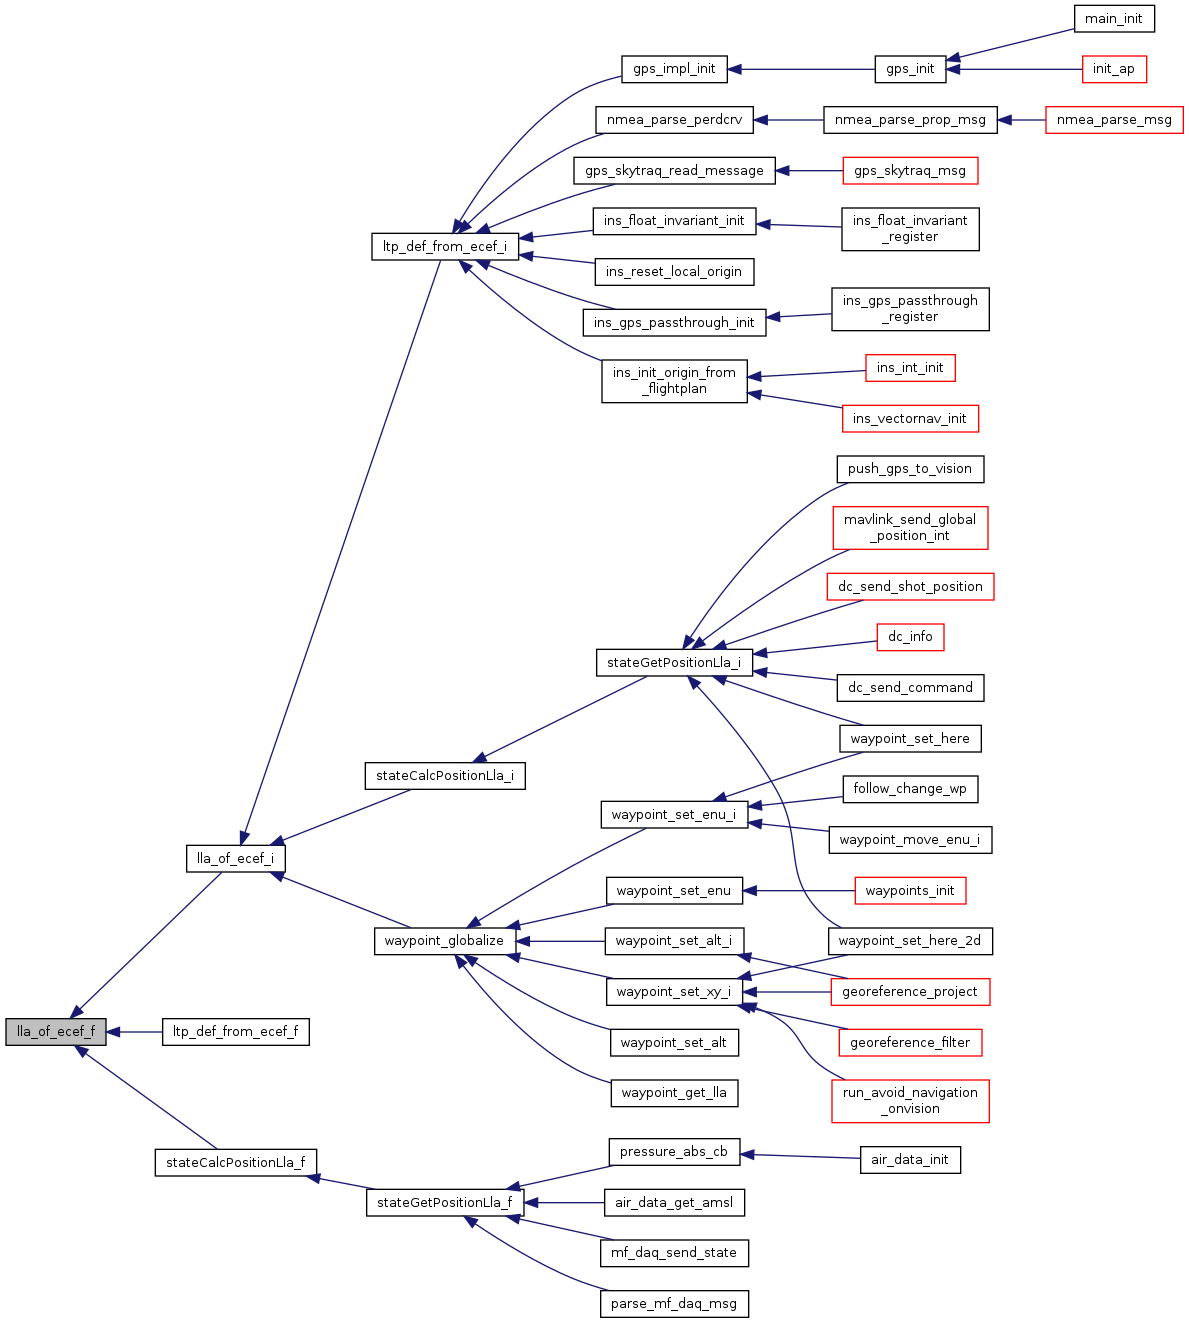 main_init
gps_impl_init
gps_init
init_ap
nmea_parse_perdcrv
nmea_parse_prop_msg
nmea_parse_msg
gps_skytraq_read_message
gps_skytraq_msg
ins_float_invariant_init
ins_float_invariant
_register
ltp_def_from_ecef_i
ins_reset_local_origin
ins_gps_passthrough_init
ins_gps_passthrough
_register
ins_init_origin_from
_flightplan
ins_int_init
ins_vectornav_init
push_gps_to_vision
mavlink_send_global
_position_int
dc_send_shot_position
dc_info
stateGetPositionLla_i
dc_send_command
waypoint_set_here
stateCalcPositionLla_i
follow_change_wp
waypoint_set_enu_i
waypoint_move_enu_i
lla_of_ecef_i
waypoint_set_enu
waypoints_init
waypoint_globalize
waypoint_set_alt_i
waypoint_set_here_2d
waypoint_set_xy_i
georeference_project
lla_of_ecef_f
ltp_def_from_ecef_f
waypoint_set_alt
georeference_filter
waypoint_get_lla
run_avoid_navigation
_onvision
stateCalcPositionLla_f
pressure_abs_cb
air_data_init
stateGetPositionLla_f
air_data_get_amsl
mf_daq_send_state
parse_mf_daq_msg